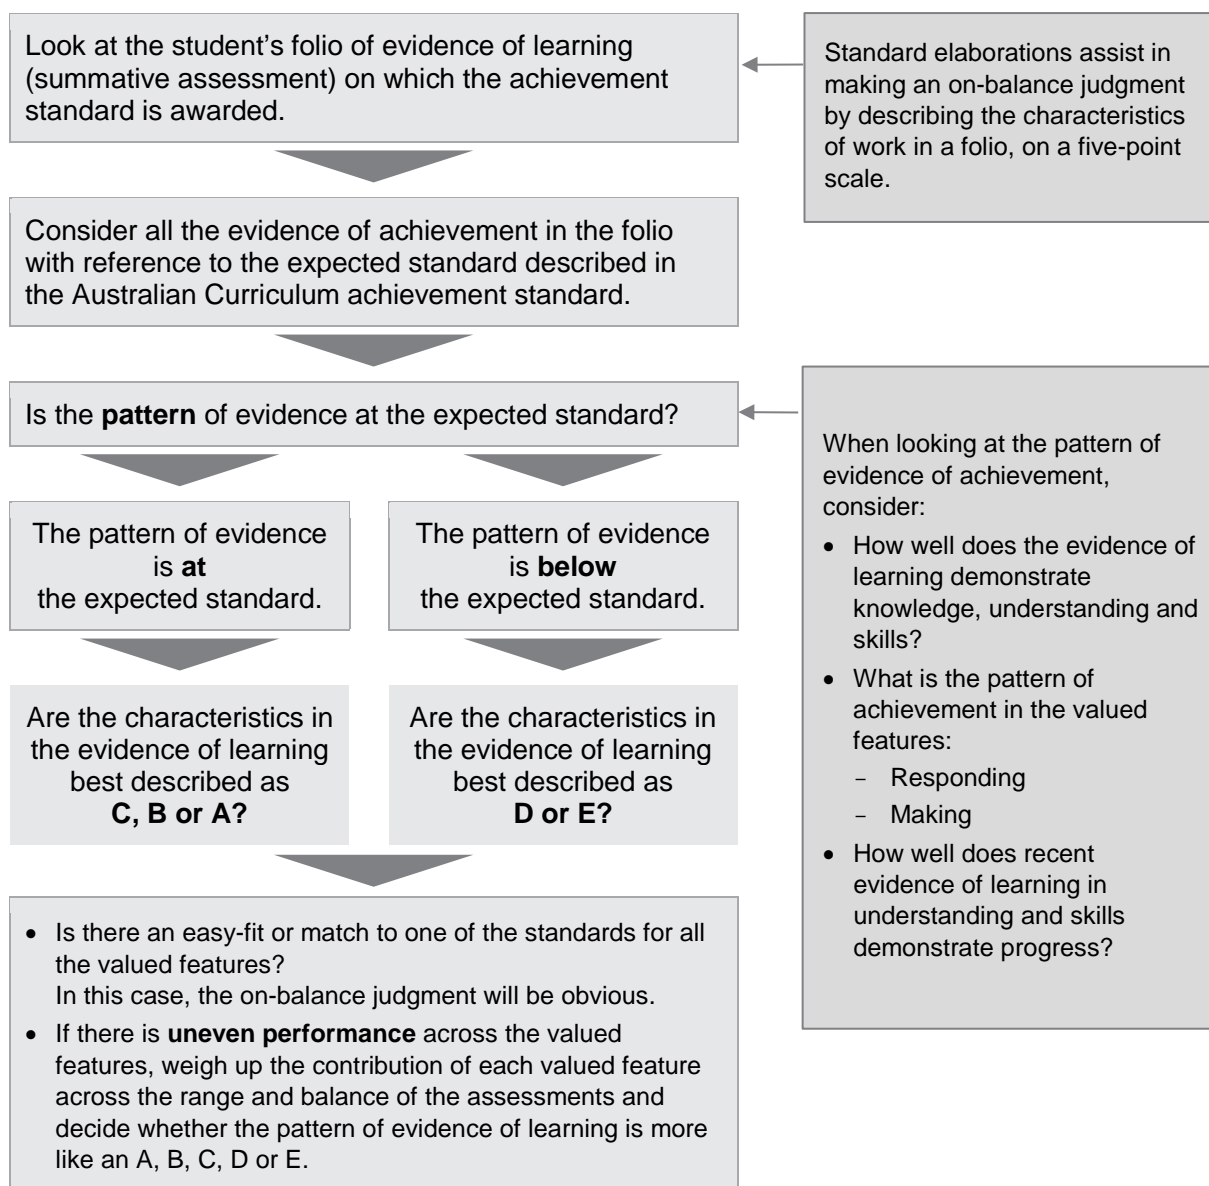 Look at the student’s folio of evidence of learning
(summative assessment) on which the achievement
standard is awarded.
Standard elaborations assist in
making an on-balance judgment
by describing the characteristics
of work in a folio, on a five-point
scale.
Consider all the evidence of achievement in the folio
with reference to the expected standard described in
the Australian Curriculum achievement standard.
Is the pattern of evidence at the expected standard?
When looking at the pattern of
evidence of achievement,
consider:
• How well does the evidence of
learning demonstrate
knowledge, understanding and
skills?
• What is the pattern of
achievement in the valued
features:
- Responding
- Making
• How well does recent
evidence of learning in
understanding and skills
demonstrate progress?
The pattern of evidence
is at
the expected standard.
The pattern of evidence
is below
the expected standard.
Are the characteristics in
the evidence of learning
best described as
C, B or A?
Are the characteristics in
the evidence of learning
best described as
D or E?
• Is there an easy-fit or match to one of the standards for all
the valued features?
In this case, the on-balance judgment will be obvious.
• If there is uneven performance across the valued
features, weigh up the contribution of each valued feature
across the range and balance of the assessments and
decide whether the pattern of evidence of learning is more
like an A, B, C, D or E.